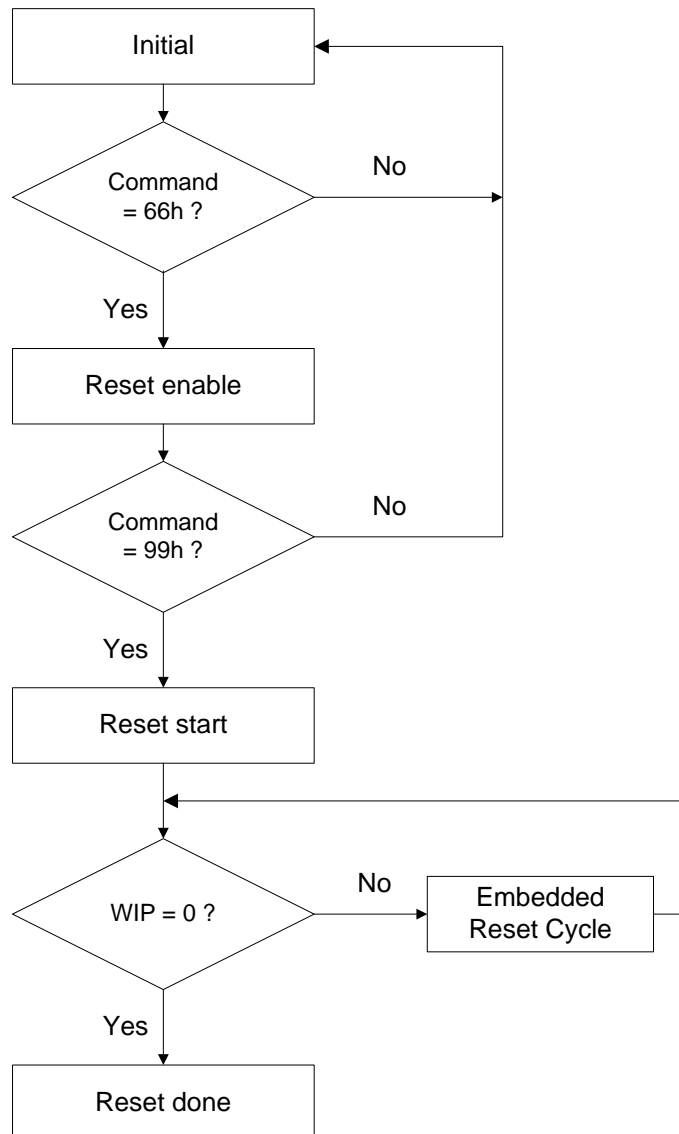 Initial
Command
= 66h ?
No
Yes
Reset enable
Command
= 99h ?
No
Yes
Reset start
WIP = 0 ?
No
Embedded
Reset Cycle
Yes
Reset done